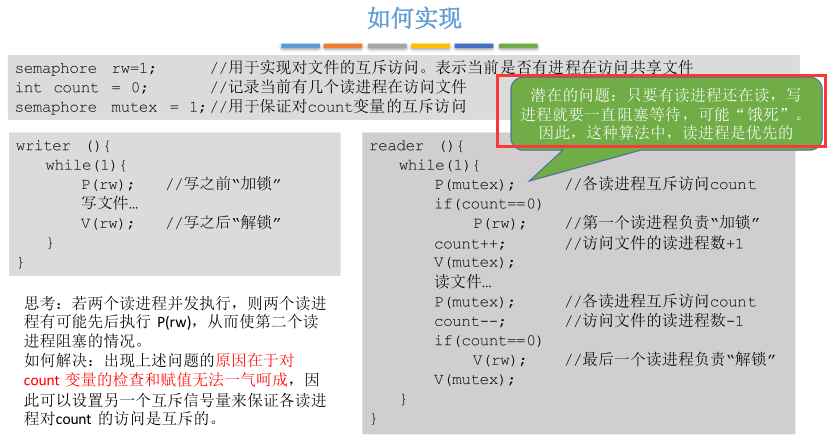 如何实现
semaphore rw=1; //用于实现对文件的互斥访问。表示当前是否有进程在访问共享文件
int count = 0; //记录当前有几个读进程在访问文件
semaphore mutex = 1; //用于保证对count变量的互斥访问
潜在的问题：只要有读进程还在读，写
进程就要一直阻塞等待，可能“饿死”。
因此，这种算法中，读进程是优先的
writer (){
while(1){
P(rw); //写之前“加锁”
写文件…
V(rw); //写之后“解锁”
}
}
思考：若两个读进程并发执行，则两个读进
程有可能先后执行 P(rw)，从而使第二个读
进程阻塞的情况。
如何解决：出现上述问题的原因在于对
count 变量的检查和赋值无法一气呵成，因
此可以设置另一个互斥信号量来保证各读进
程对count 的访问是互斥的。
reader (){
while(1){
P(mutex); //各读进程互斥访问count
if(count==0)
P(rw); //第一个读进程负责“加锁”
count++; //访问文件的读进程数+1
V(mutex);
读文件…
P(mutex); //各读进程互斥访问count
count--; //访问文件的读进程数-1
if(count==0)
V(rw); //最后一个读进程负责“解锁”
V(mutex);
}
}